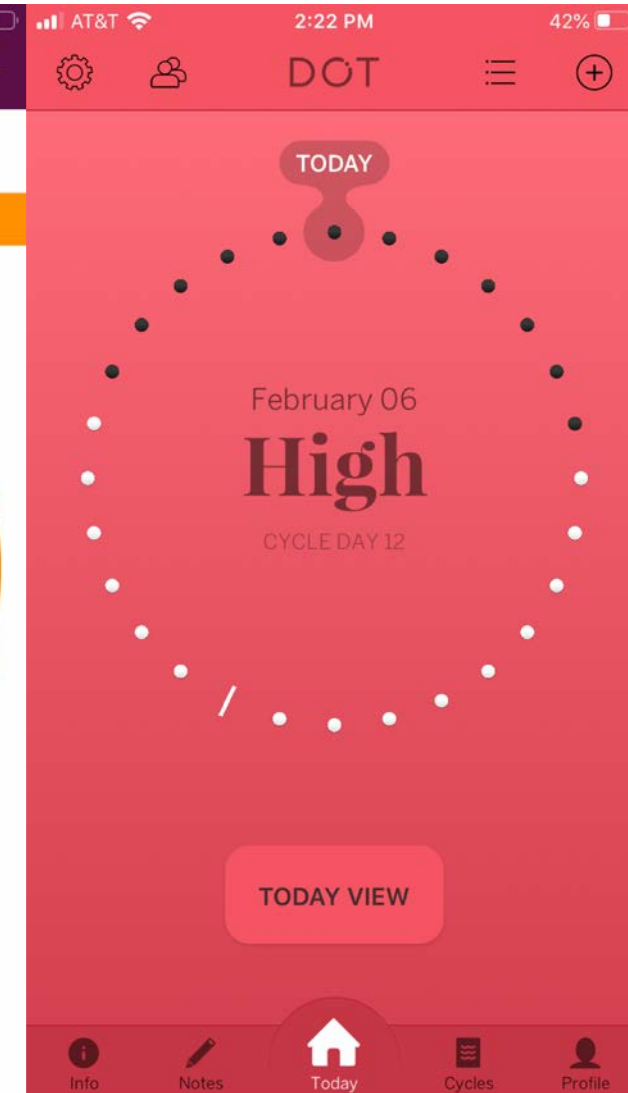 AT&T 2:22 PM 42%
DOT
TODAY
February 06
High
CYCLE DAY 12
TODAY VIEW
Info Notes Today Cycles Profile